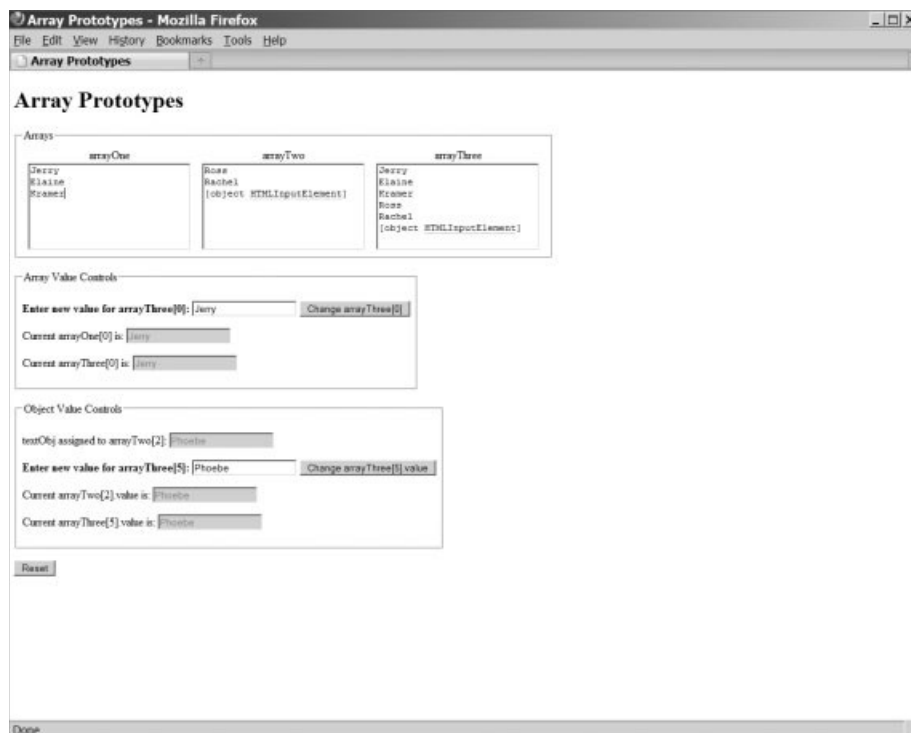 Array Prototypes - Mozilla Firefox
File Edit View History Bookmarks Tools Help
Array Prototypes
Array Prototypes
Arrays
arrayOne arrayTwo arrayThree
Jerry
Elaine
Kramer
Ross
Rachel
[object HTMLInputElement]
Jerry
Elaine
Kramer
Ross
Rachel
[object HTMLInputElement]
Array Value Controls
Enter new value for arrayThree[0]: Jerry Change arrayThree[0]
Current arrayOne[0] is: Jerry
Current arrayThree[0] is: Jerry
Object Value Controls
textObj assigned to arrayTwo[2]: Phoebe
Enter new value for arrayThree[5]: Phoebe Change arrayThree[5].value
Current arrayTwo[2].value is: Phoebe
Current arrayThree[5].value is: Phoebe
Reset
Done